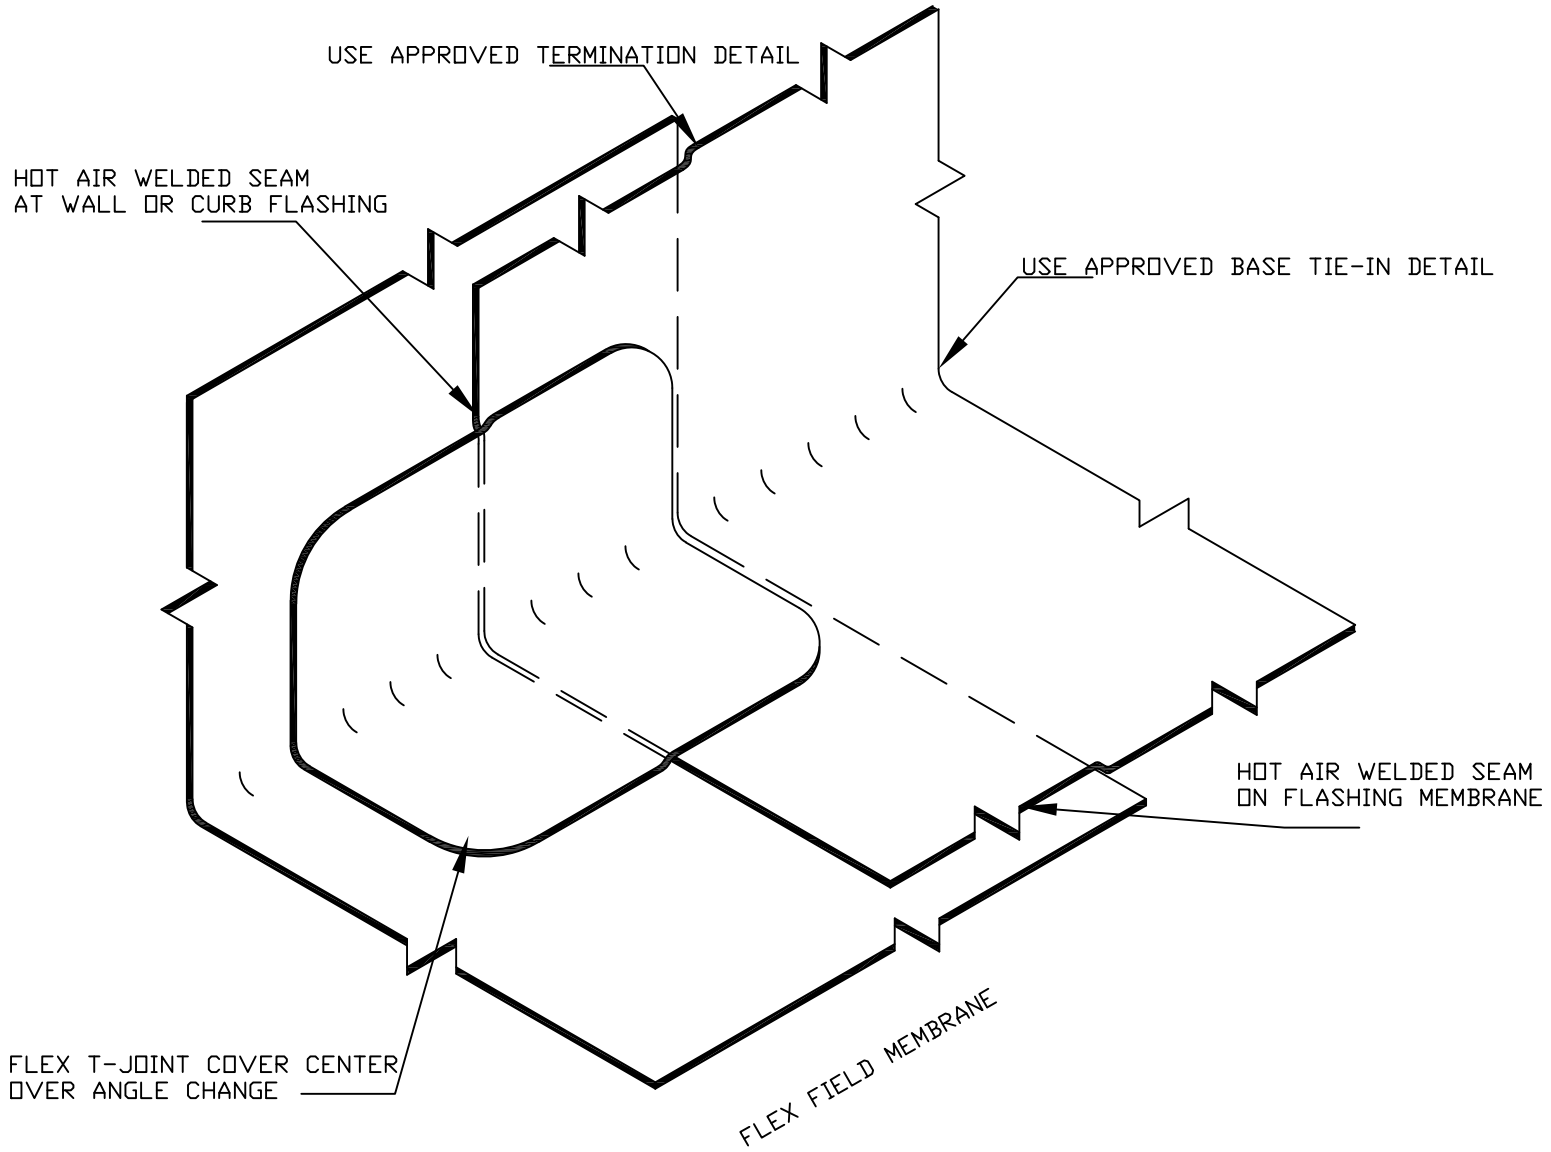 USE APPROVED TERMINATION DETAIL
HOT AIR WELDED SEAM
AT WALL OR CURB FLASHING
USE APPROVED BASE TIE-IN DETAIL
HOT AIR WELDED SEAM
ON FLASHING MEMBRANE
FLEX T-JOINT COVER CENTER
OVER ANGLE CHANGE
FLEX FIELD MEMBRANE